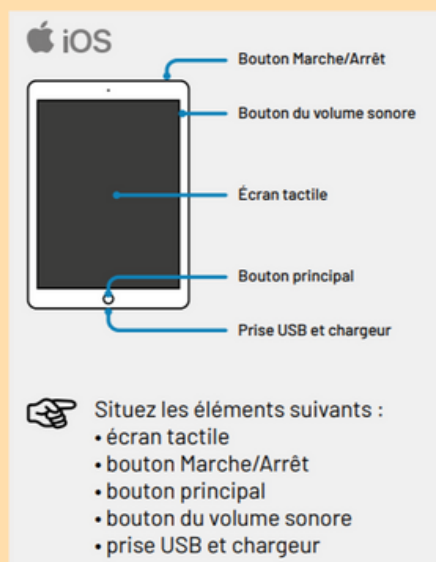 iOS
Bouton Marche/Arrêt
Bouton du volume sonore
Écran tactile
Bouton principal
Prise USB et chargeur
Situez les éléments suivants :
• écran tactile
• bouton Marche/Arrêt
• bouton principal
• bouton du volume sonore
• prise USB et chargeur